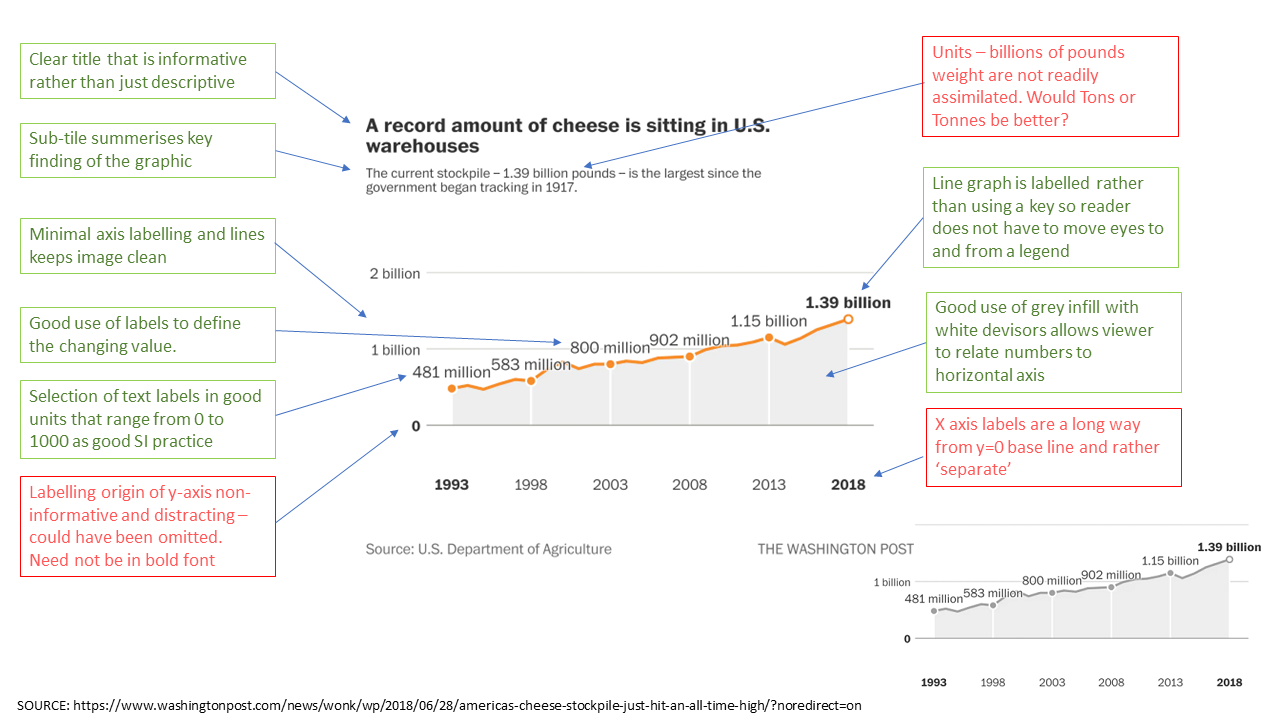 Clear title that is informative
rather than just descriptive
Sub-tile summerises key
finding of the graphic
Minimal axis labelling and lines
keeps image clean
Good use of labels to define
the changing value.
Selection of text labels in good
units that range from 0 to
1000 as good SI practice
Labelling origin of y-axis non-
informative and distracting –
could have been omitted.
Need not be in bold font
A record amount of cheese is sitting in U.S.
warehouses
The current stockpile – 1.39 billion pounds – is the largest since the
government began tracking in 1917.
2 billion
1 billion
0
481 million
583 million
800 million
902 million
1.15 billion
1.39 billion
1993
1998
2003
2008
2013
2018
Source: U.S. Department of Agriculture
THE WASHINGTON POST
Units – billions of pounds
weight are not readily
assimilated. Would Tons or
Tonnes be better?
Line graph is labelled rather
than using a key so reader
does not have to move eyes to
and from a legend
Good use of grey infill with
white devisors allows viewer
to relate numbers to
horizontal axis
X axis labels are a long way
from y=0 base line and rather
‘separate’
1 billion
0
481 million
583 million
800 million
902 million
1.15 billion
1.39 billion
1993
1998
2003
2008
2013
2018
SOURCE: https://www.washingtonpost.com/news/wonk/wp/2018/06/28/americas-cheese-stockpile-just-hit-an-all-time-high/?noredirect=on